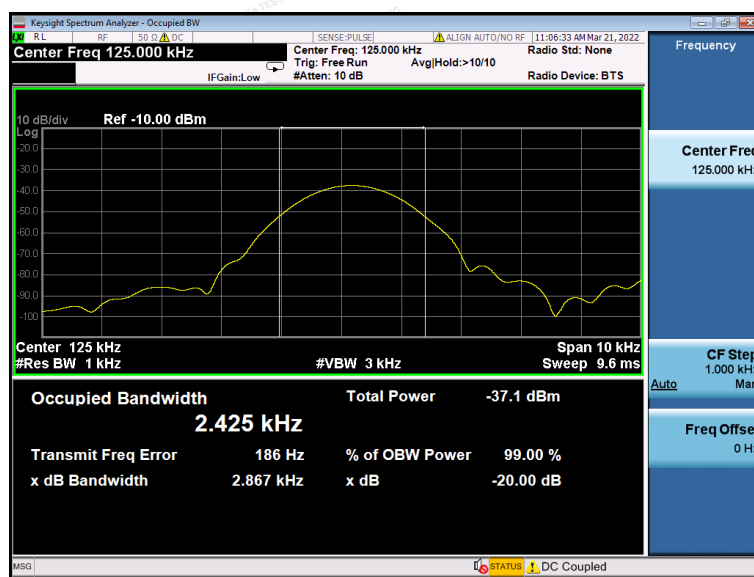 Keysight Spectrum Analyzer - Occupied BW
LXI RL RF 50 Ω DC SENSE:PULSE ALIGN AUTO/NO RF 11:06:33 AM Mar 21, 2022
Center Freq 125.000 kHz
Center Freq: 125.000 kHz Radio Std: None
Trig: Free Run Avg|Hold:>10/10
IFGain:Low #Atten: 10 dB Radio Device: BTS
Frequency
10 dB/div Ref -10.00 dBm
Log
-20.0
-30.0
-40.0
-50.0
-60.0
-70.0
-80.0
-90.0
-100
Center Freq
125.000 kHz
Center 125 kHz Span 10 kHz
#Res BW 1 kHz #VBW 3 kHz Sweep 9.6 ms
CF Step
1.000 kHz
Auto Man
Occupied Bandwidth Total Power -37.1 dBm
2.425 kHz
Transmit Freq Error 186 Hz % of OBW Power 99.00 %
x dB Bandwidth 2.867 kHz x dB -20.00 dB
Freq Offse
0 Hz
MSG STATUS DC Coupled